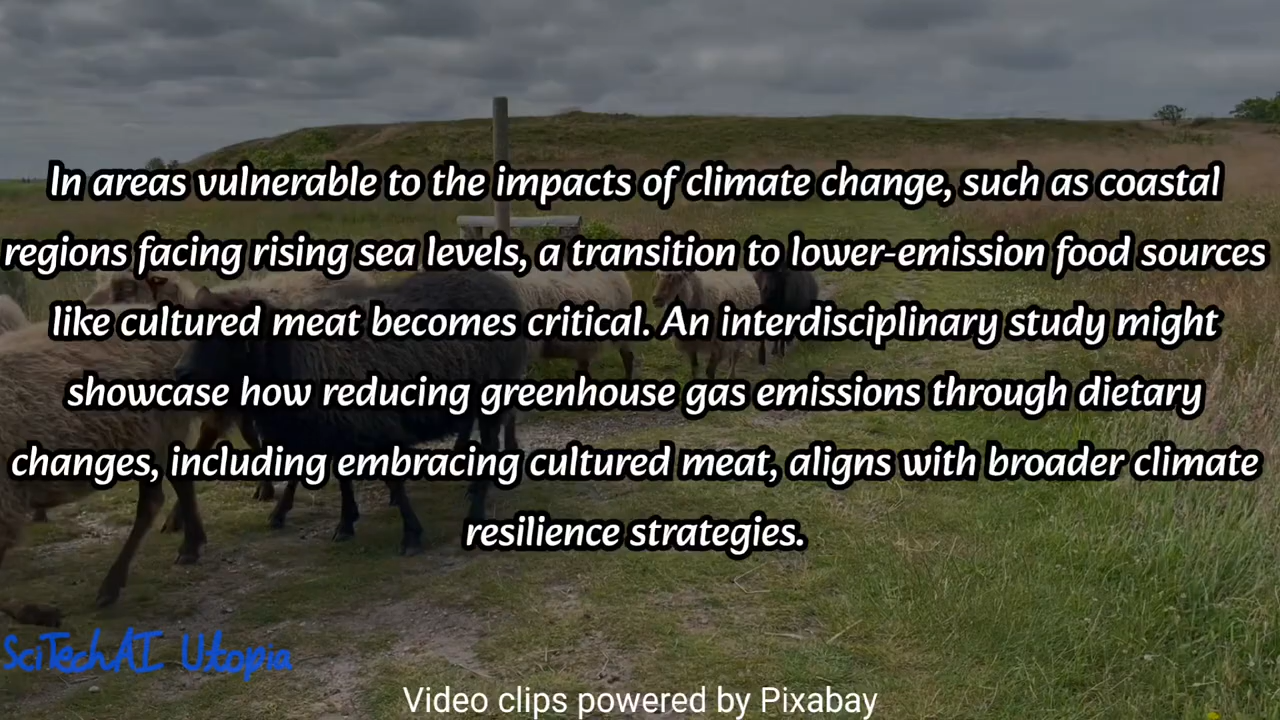 In areas vulnerable to the impacts of climate change, such as coastal
regions facing rising sea levels, a transition to lower-emission food sources
like cultured meat becomes critical. An interdisciplinary study might
showcase how reducing greenhouse gas emissions through dietary
changes, including embracing cultured meat, aligns with broader climate
resilience strategies.
SciTechAI Utopia
Video clips powered by Pixabay